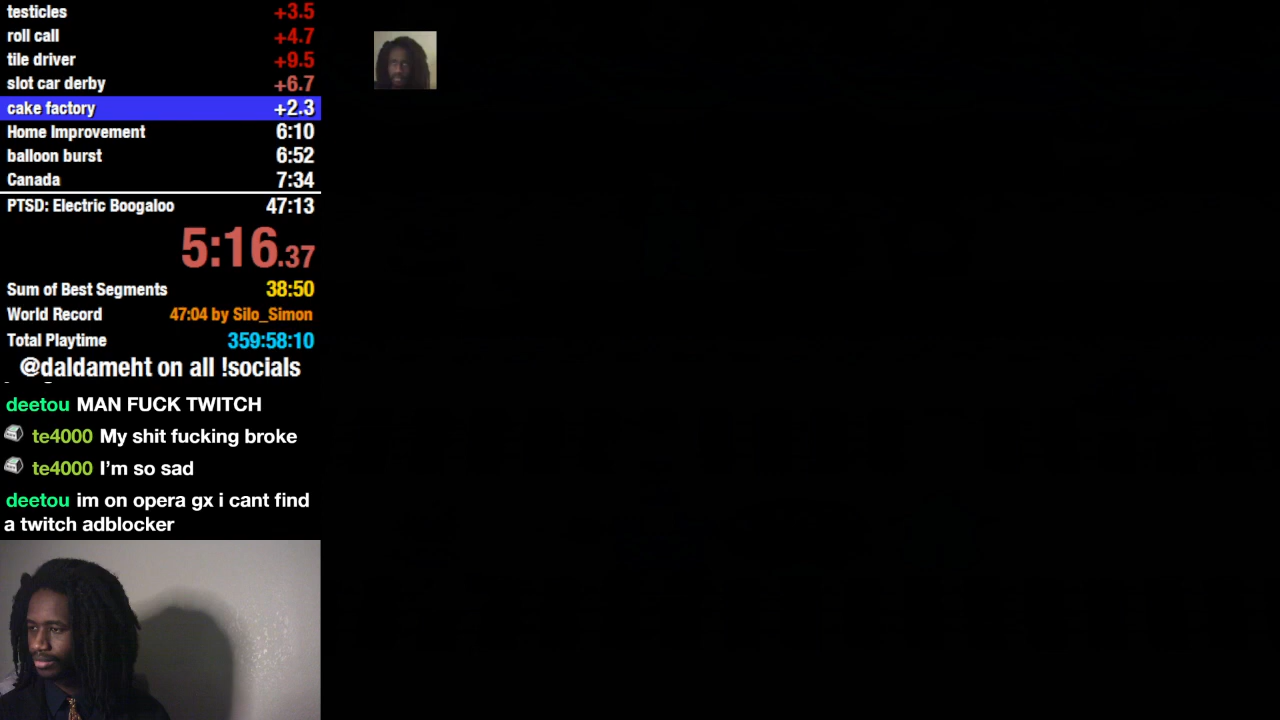 testicles +3.5
roll call +4.7
tile driver +9.5
slot car derby +6.7
cake factory +2.3
Home Improvement 6:10
balloon burst 6:52
Canada 7:34
PTSD: Electric Boogaloo 47:13
5:16.37
Sum of Best Segments 38:50
World Record 47:04 by Silo_Simon
Total Playtime 359:58:10
@daldameht on all !socials
deetou MAN FUCK TWITCH
te4000 My shit fucking broke
te4000 I'm so sad
deetou im on opera gx i cant find
a twitch adblocker